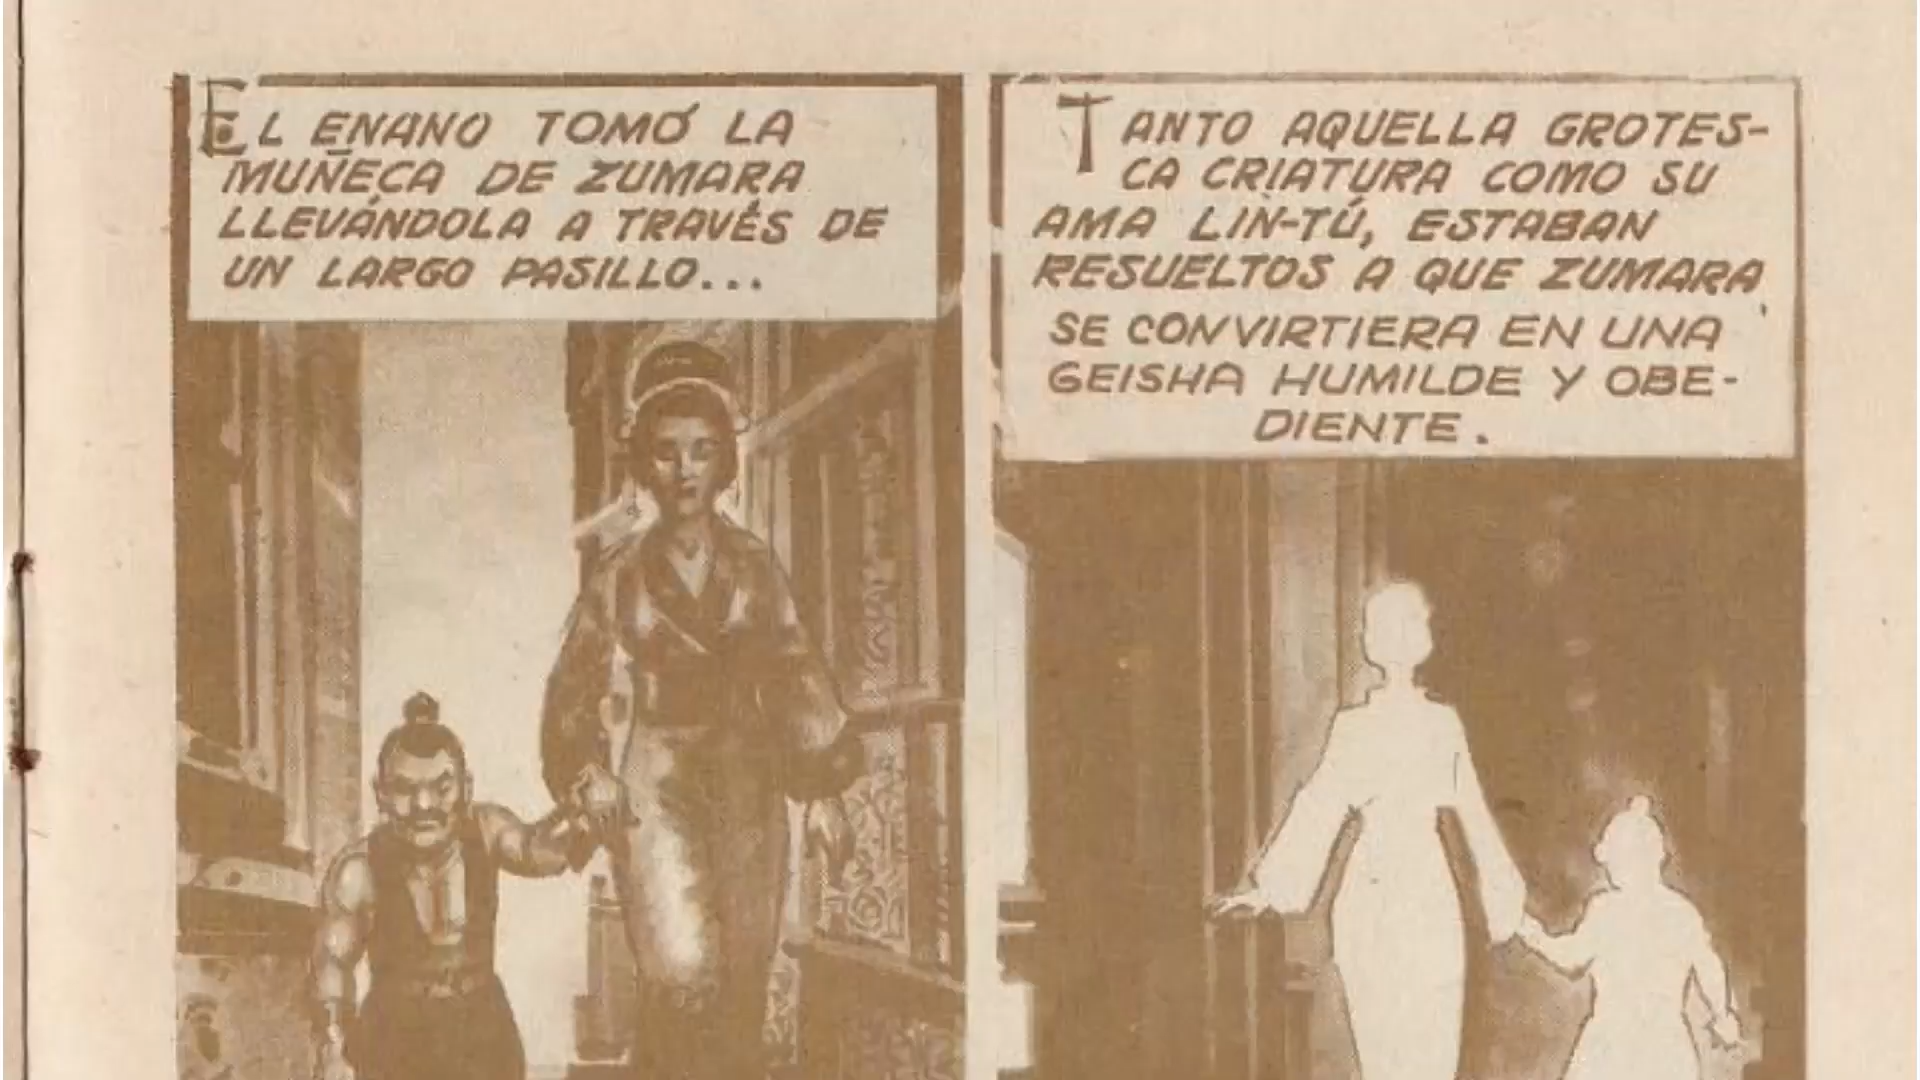 EL ENANO TOMÓ LA
MUÑECA DE ZUMARA
LLEVÁNDOLA A TRAVÉS DE
UN LARGO PASILLO...
TANTO AQUELLA GROTES-
CA CRIATURA COMO SU
AMA LIN-TÚ, ESTABAN
RESUELTOS A QUE ZUMARA
SE CONVIRTIERA EN UNA
GEISHA HUMILDE Y OBE-
DIENTE.